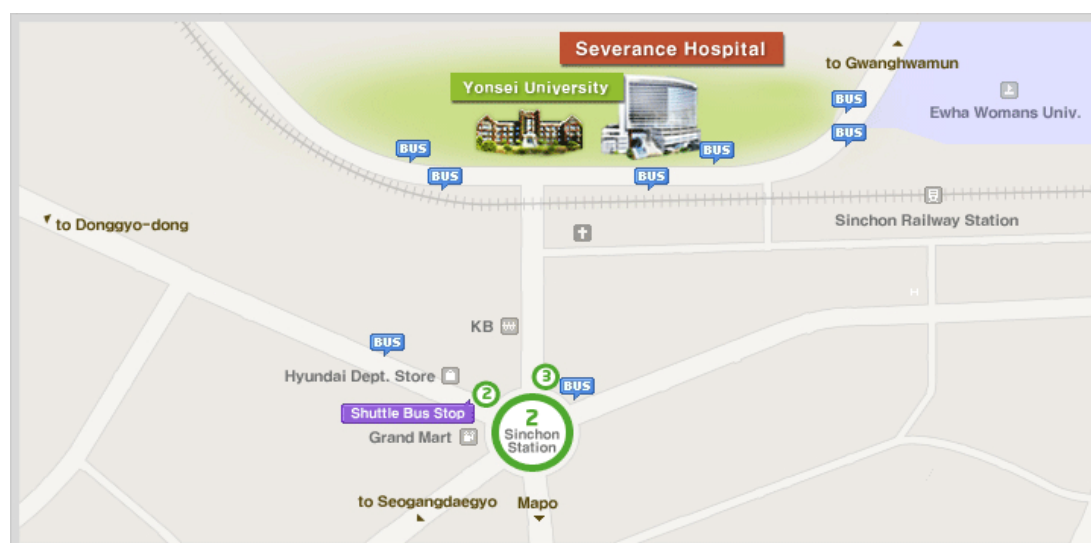 Severance Hospital
to Gwanghwamun
Yonsei University
BUS
Ewha Womans Univ.
BUS
BUS
BUS
BUS
BUS
to Donggyo-dong
Sinchon Railway Station
H
KB
BUS
Hyundai Dept. Store
3
BUS
2
Shuttle Bus Stop
2
Grand Mart
Sinchon
Station
to Seogangdaegyo
Mapo